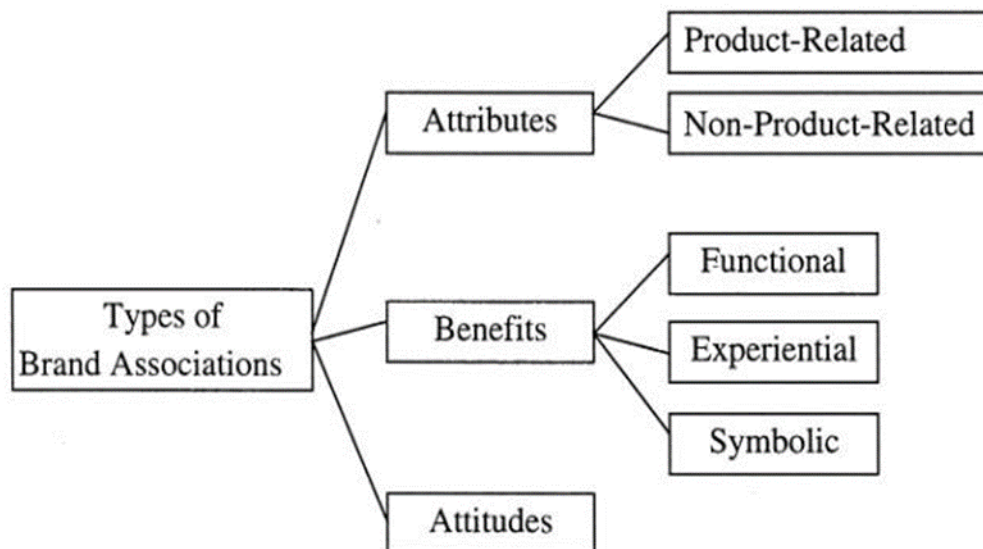 Product-Related
Attributes
Non-Product-Related
Functional
Types of
Benefits
Brand Associations
Experiential
Symbolic
Attitudes